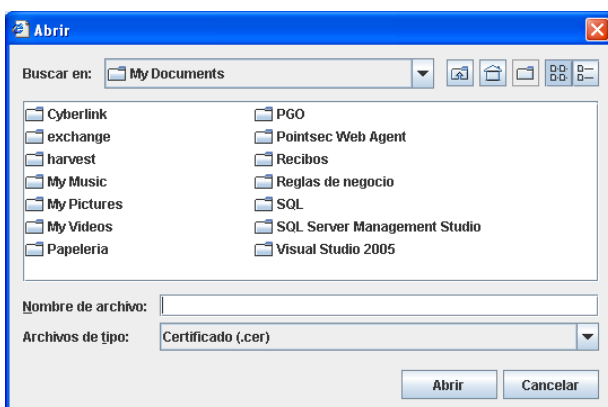 Abrir
Buscar en: My Documents
Cyberlink PGO
exchange Pointsec Web Agent
harvest Recibos
My Music Reglas de negocio
My Pictures SQL
My Videos SQL Server Management Studio
Papeleria Visual Studio 2005
Nombre de archivo:
Archivos de tipo: Certificado (.cer)
Abrir Cancelar